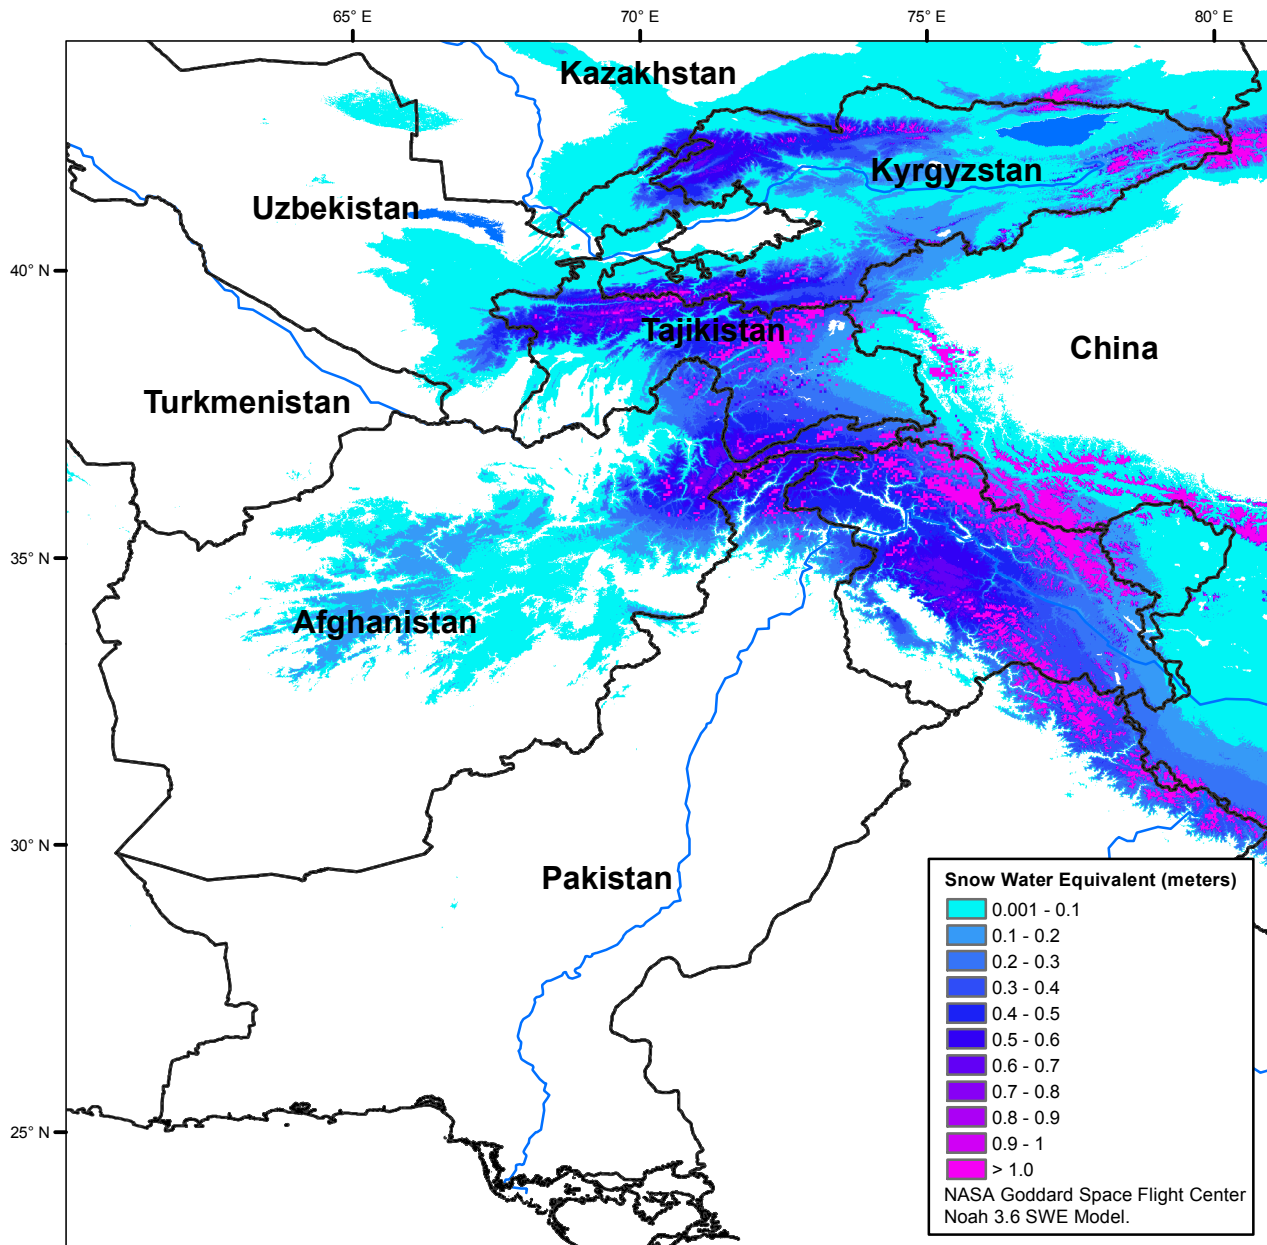 65° E
70° E
75° E
80° E
Kazakhstan
Kyrgyzstan
Uzbekistan
40° N
Tajikistan
China
Turkmenistan
35° N
Afghanistan
30° N
Pakistan
25° N
Snow Water Equivalent (meters)
0.001 - 0.1
0.1 - 0.2
0.2 - 0.3
0.3 - 0.4
0.4 - 0.5
0.5 - 0.6
0.6 - 0.7
0.7 - 0.8
0.8 - 0.9
0.9 - 1
> 1.0
NASA Goddard Space Flight Center
Noah 3.6 SWE Model.